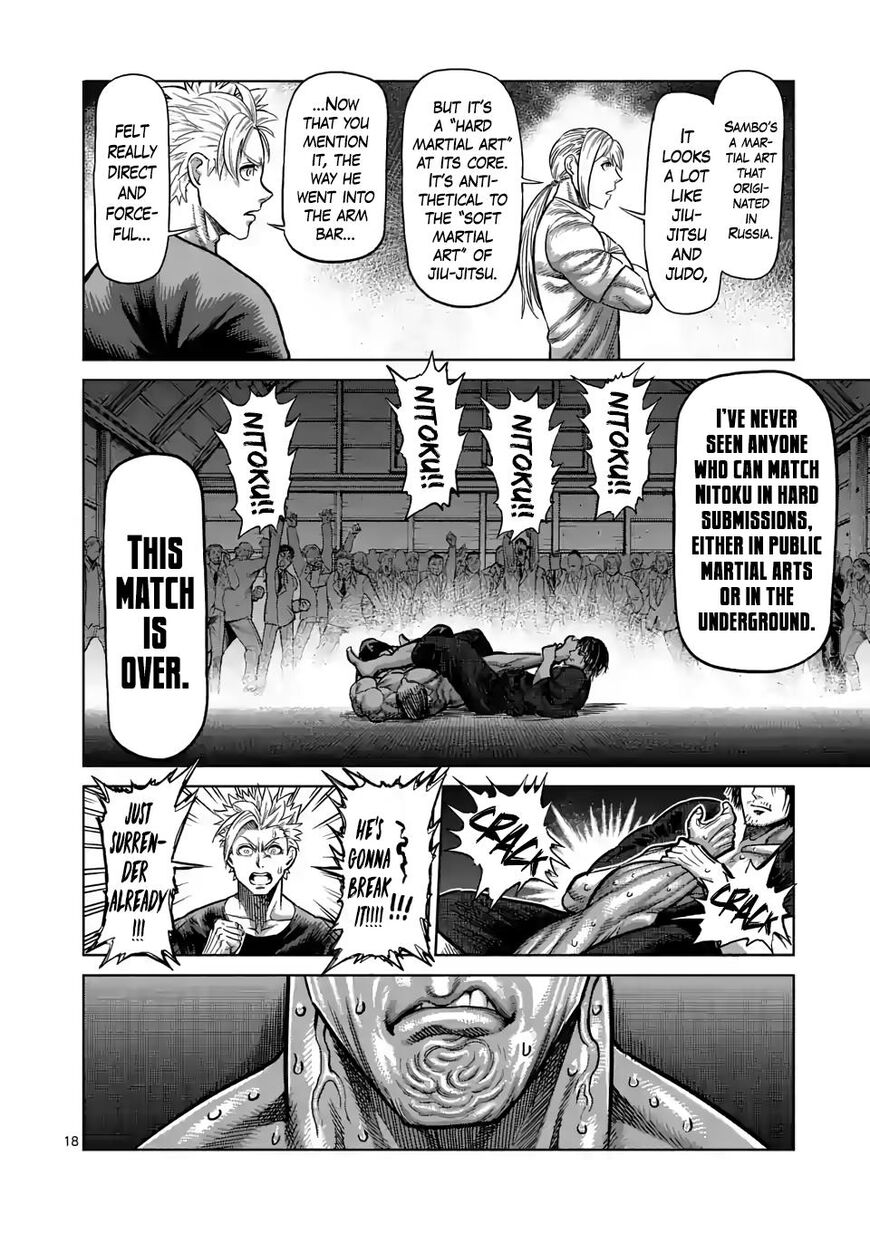 SAMBO'S
A MAR-
TIAL ART
THAT
ORIGI-
NATED
IN
RUSSIA.
IT
LOOKS
A LOT
LIKE
JIU-
JITSU
AND
JUDO,
BUT IT'S
A "HARD
MARTIAL ART"
AT ITS CORE.
IT'S ANTI-
THETICAL TO
THE "SOFT
MARTIAL
ART" OF
JIU-JITSU.
...NOW
THAT YOU
MENTION
IT, THE
WAY HE
WENT INTO
THE ARM
BAR...
FELT
REALLY
DIRECT
AND
FORCE-
FUL...
I'VE NEVER
SEEN ANYONE
WHO CAN MATCH
NITOKU IN HARD
SUBMISSIONS,
EITHER IN PUBLIC
MARTIAL ARTS
OR IN THE
UNDERGROUND.
NITOKU!!
NITOKU!!
NITOKU!!
NITOKU!!
THIS
MATCH
IS
OVER.
CRACK
CRACK
HE'S
GONNA
BREAK
IT!!!! !!!
JUST
SURREN-
DER
ALREADY
!!!
18